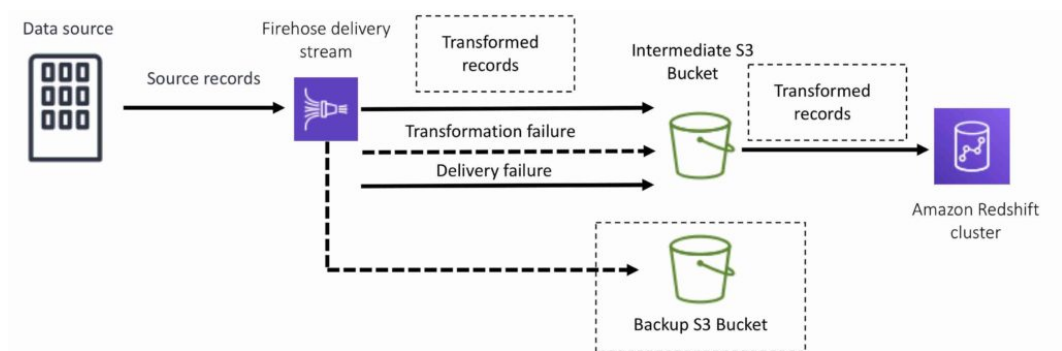 Data source
Firehose delivery
stream
Transformed
records
Intermediate S3
Bucket
Source records
Transformed
records
Transformation failure
Delivery failure
Amazon Redshift
cluster
Backup S3 Bucket